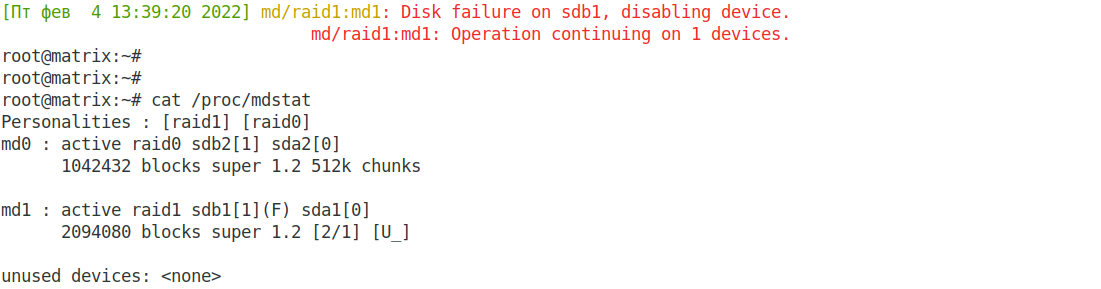 [Пт фев  4 13:39:20 2022] md/raid1:md1: Disk failure on sdb1, disabling device.
md/raid1:md1: Operation continuing on 1 devices.
root@matrix:~#
root@matrix:~#
root@matrix:~# cat /proc/mdstat
Personalities : [raid1] [raid0]
md0 : active raid0 sdb2[1] sda2[0]
1042432 blocks super 1.2 512k chunks
md1 : active raid1 sdb1[1](F) sda1[0]
2094080 blocks super 1.2 [2/1] [U_]
unused devices: <none>